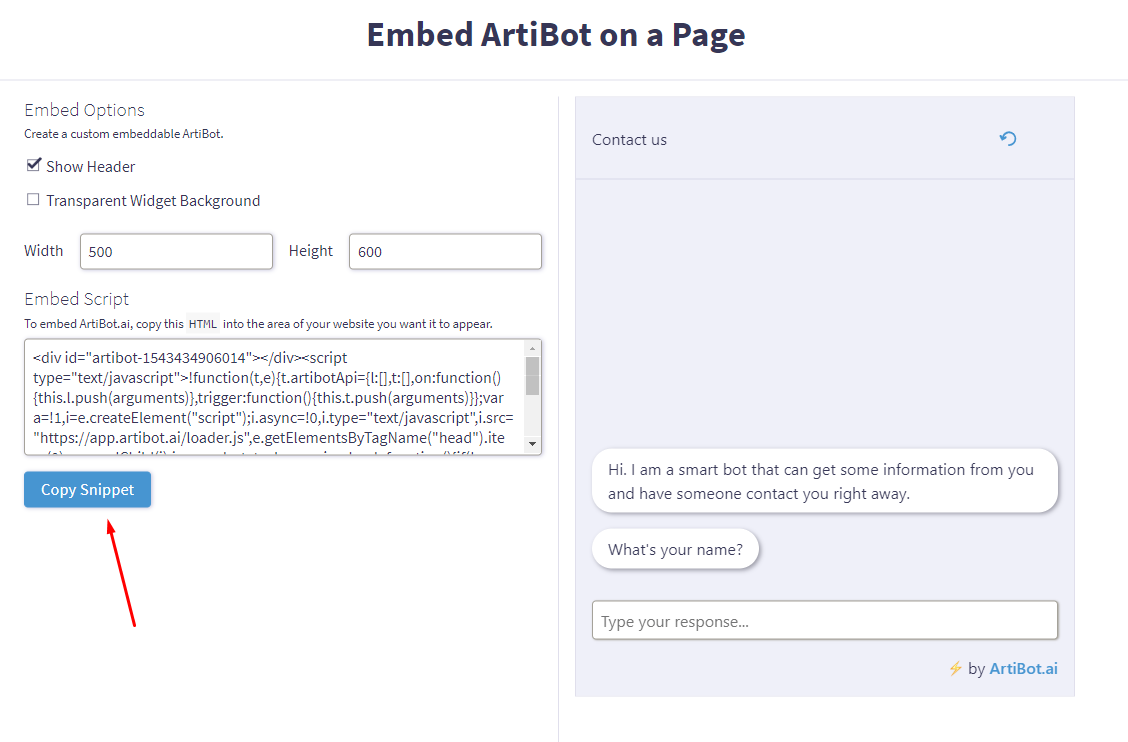 Embed ArtiBot on a Page
Embed Options
Create a custom embeddable ArtiBot.
Show Header
Transparent Widget Background
Width 500 Height 600
Embed Script
To embed ArtiBot.ai, copy this HTML into the area of your website you want it to appear.
<div id="artibot-1543434906014"></div><script
type="text/javascript">!function(t,e){t.artibotApi={l:[],t:[],on:function()
{this.l.push(arguments)},trigger:function(){this.t.push(arguments)}};var
a=!1,i=e.createElement("script");i.async=!0,i.type="text/javascript",i.src=
"https://app.artibot.ai/loader.js",e.getElementsByTagName("head").ite
Copy Snippet
Contact us
Hi. I am a smart bot that can get some information from you
and have someone contact you right away.
What's your name?
Type your response...
⚡ by ArtiBot.ai